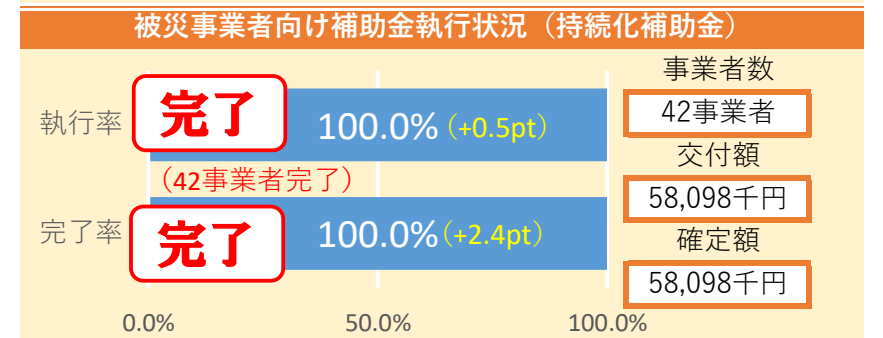 被災事業者向け補助金執行状況（持続化補助金）
執行率
完了
100.0%（+0.5pt）
（42事業者完了）
完了率
完了
100.0%（+2.4pt）
0.0%
50.0%
100.0%
事業者数
42事業者
交付額
58,098千円
確定額
58,098千円